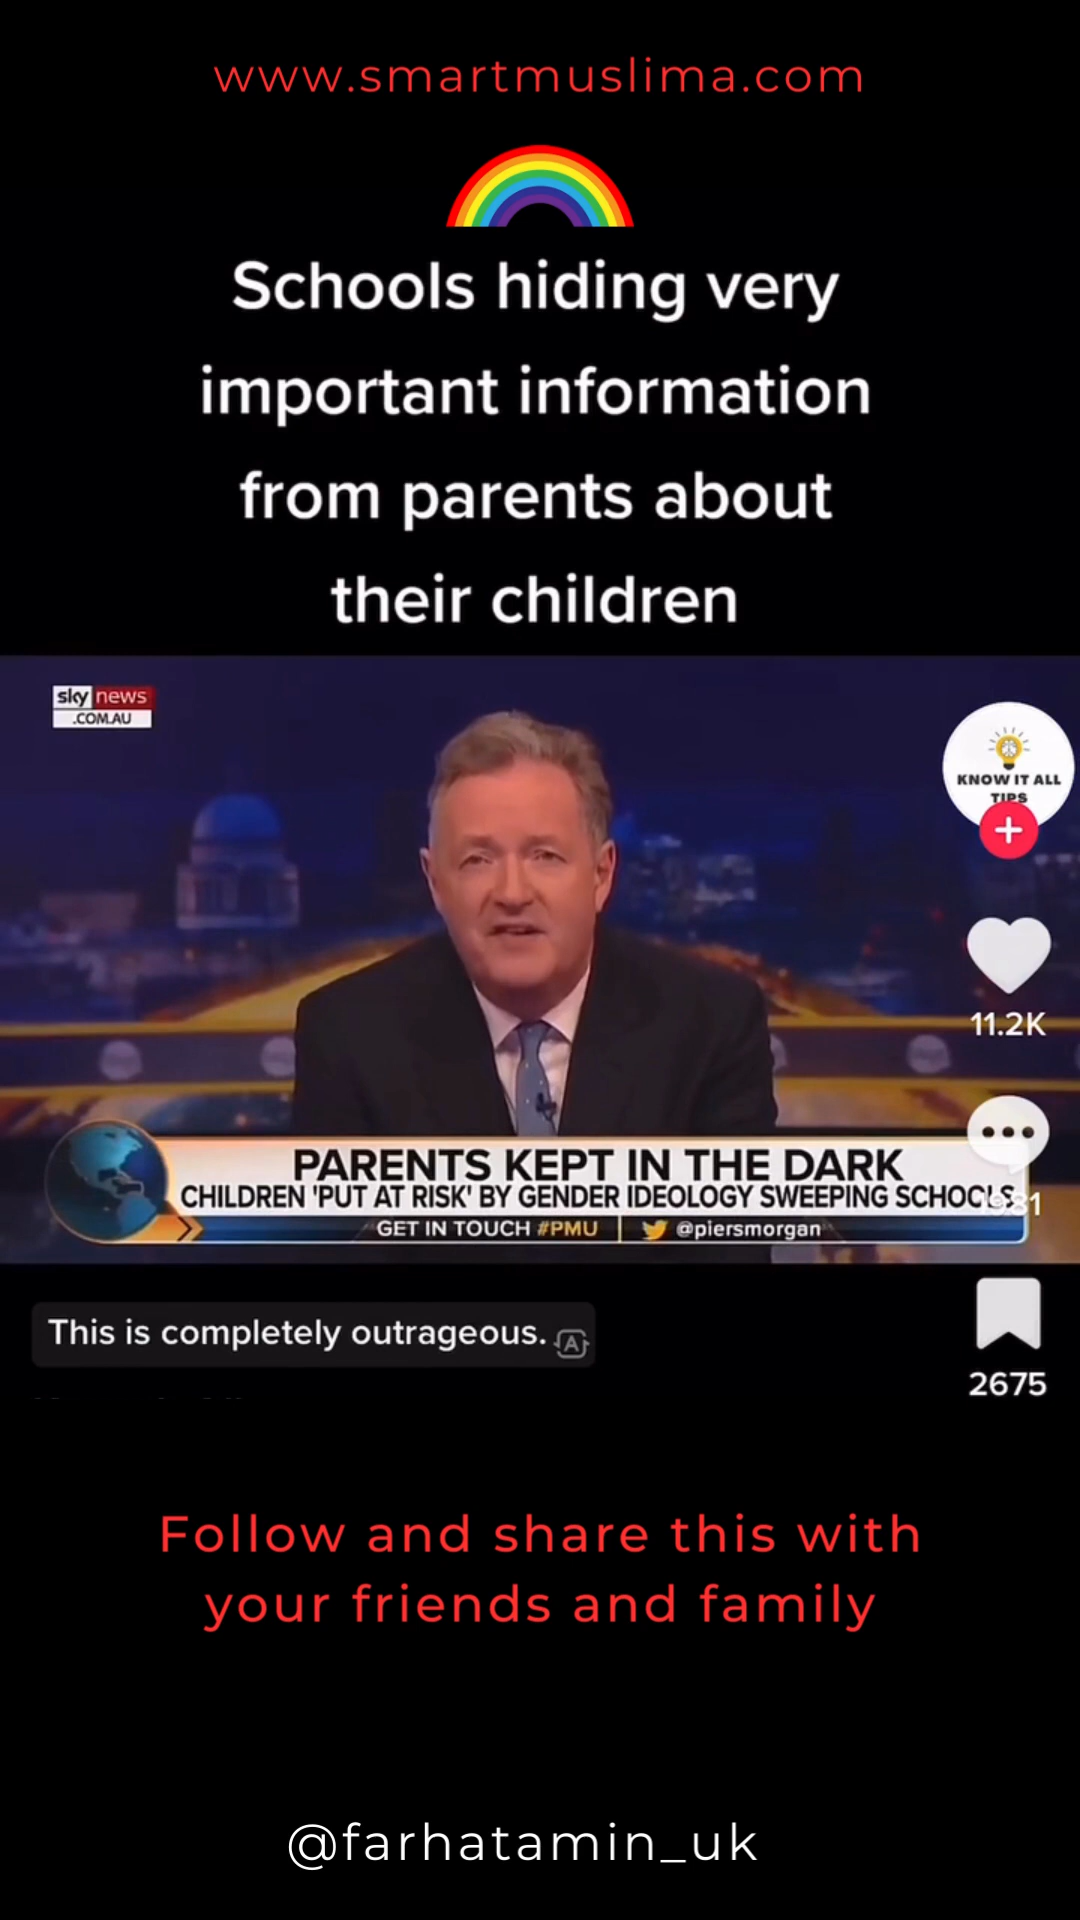 www.smartmuslima.com
Schools hiding very
important information
from parents about
their children
sky news
.COM.AU
KNOW IT ALL
TIPS
11.2K
PARENTS KEPT IN THE DARK
CHILDREN 'PUT AT RISK' BY GENDER IDEOLOGY SWEEPING SCHOOLS
1981
GET IN TOUCH #PMU | @piersmorgan
This is completely outrageous.
2675
Follow and share this with
your friends and family
@farhatamin_uk